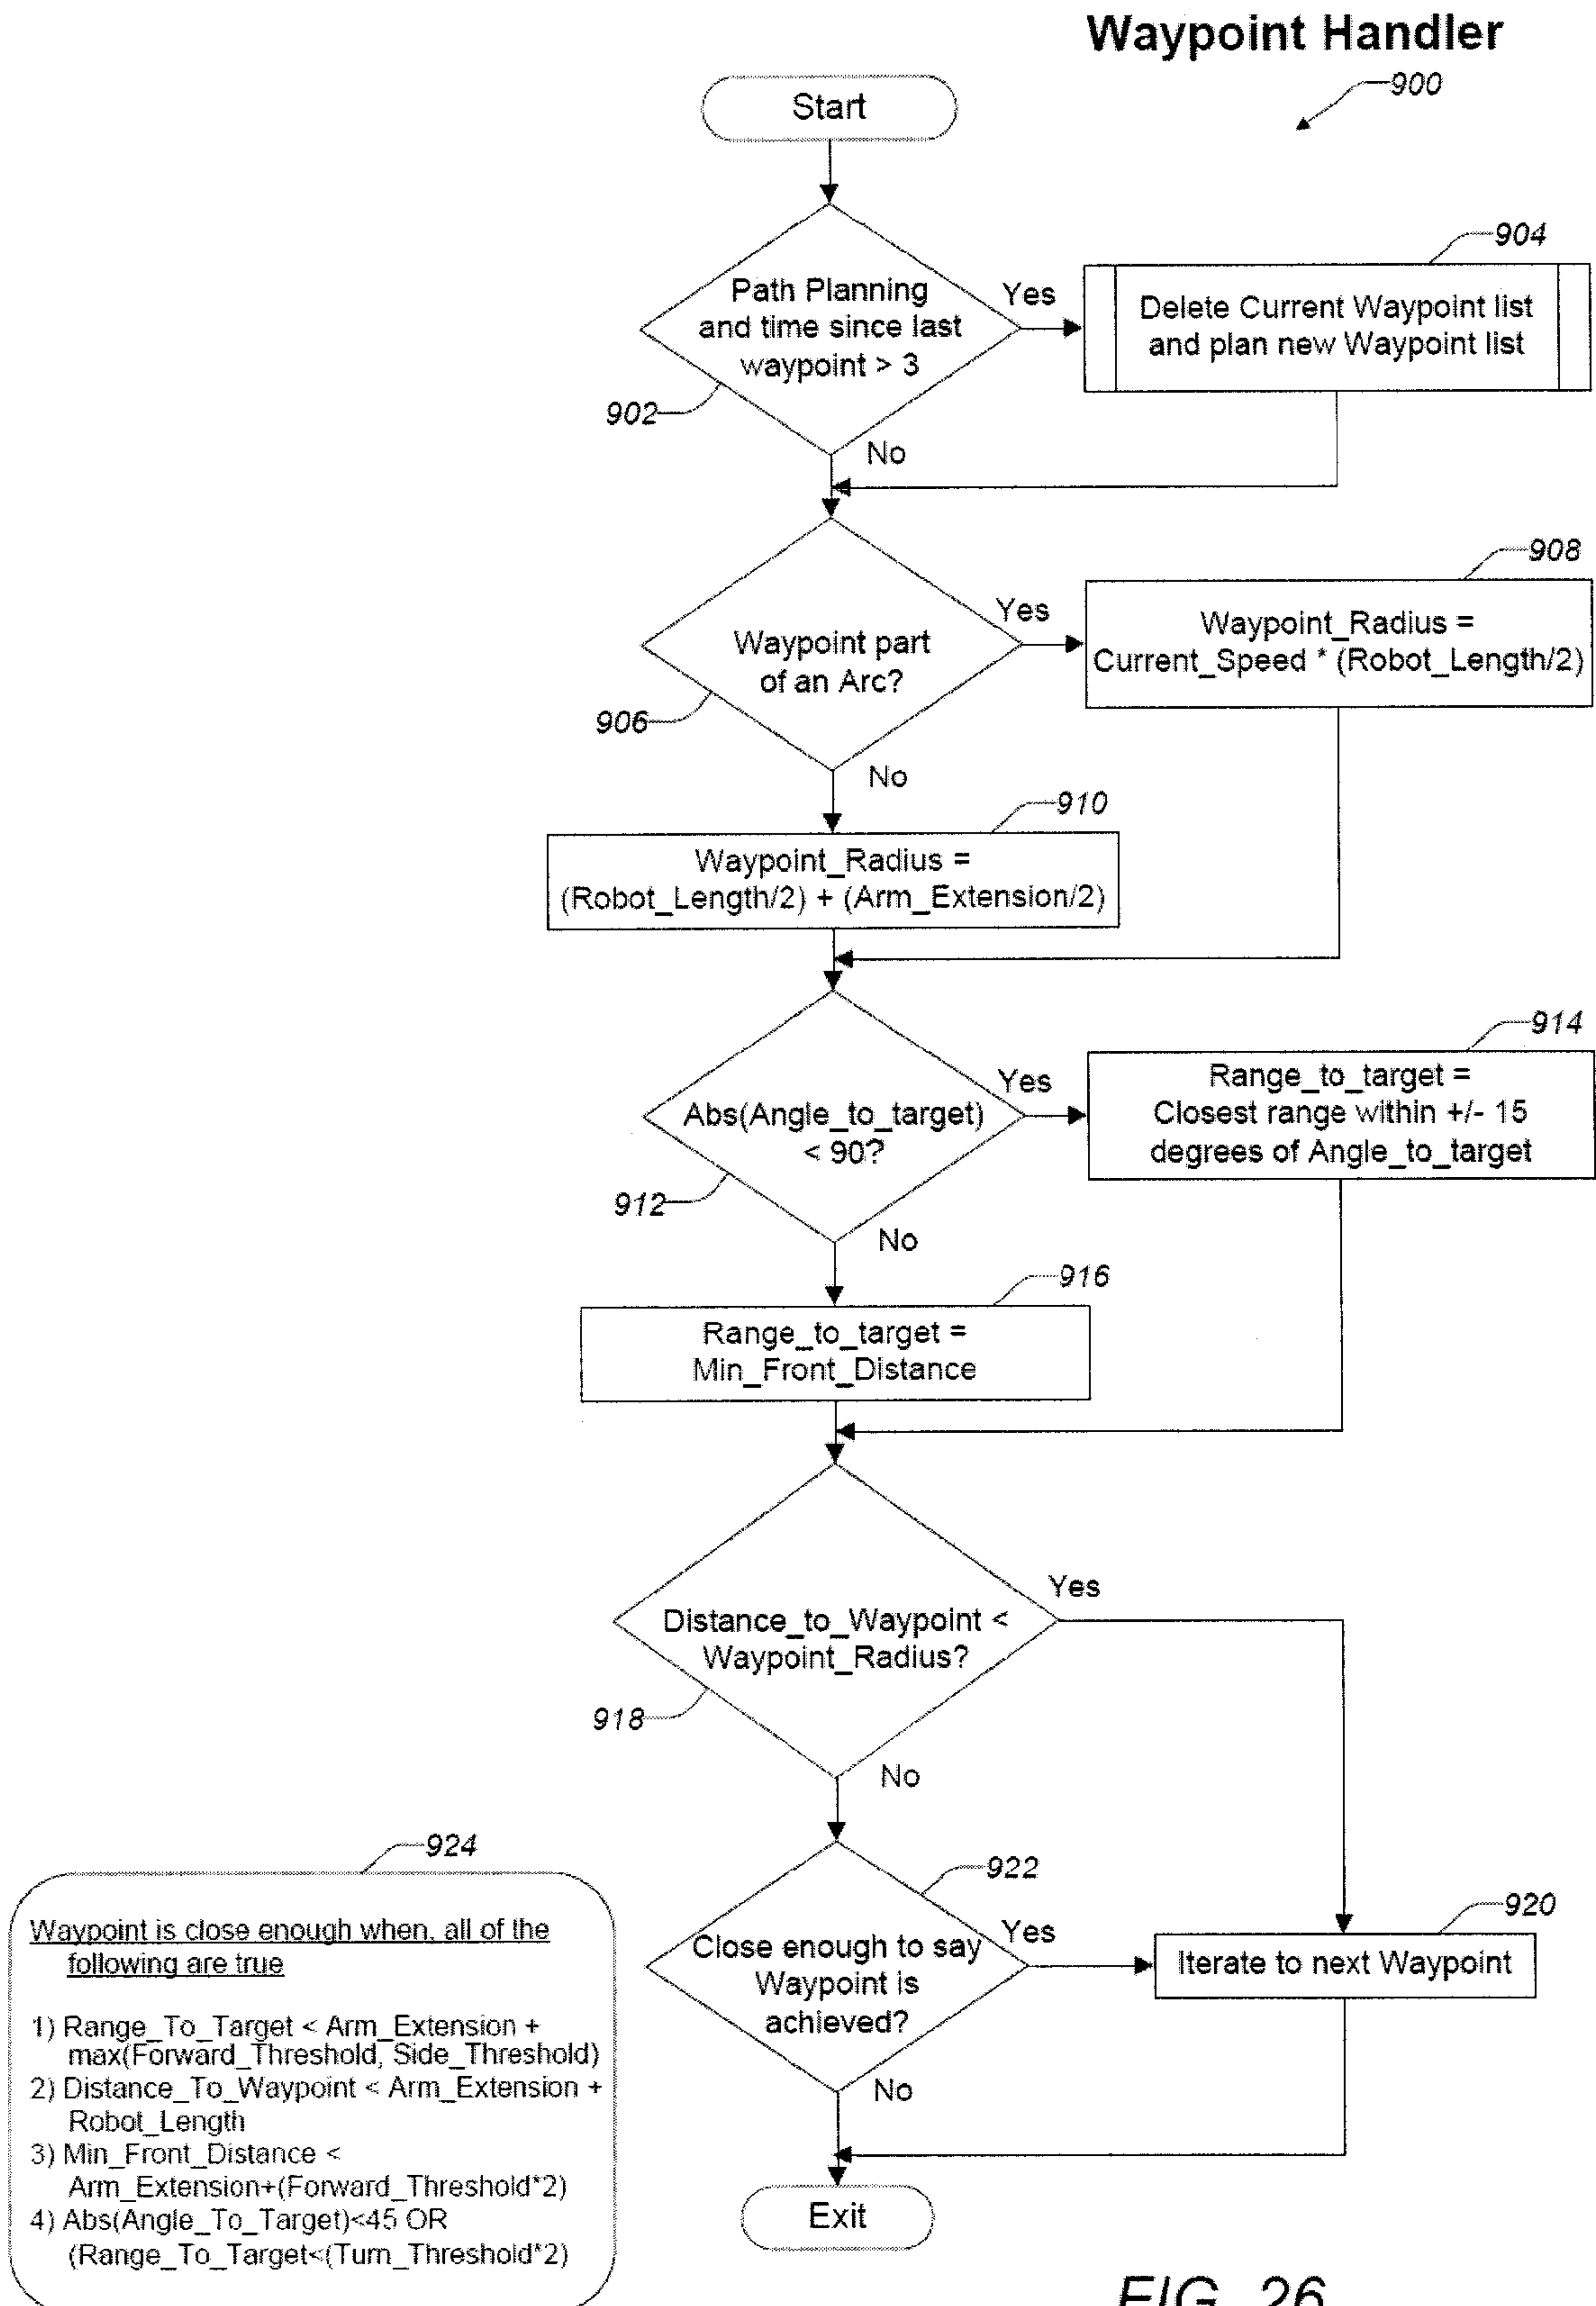 Waypoint Handler
900
Start
904
Path Planning
and time since last
waypoint > 3
Yes
Delete Current Waypoint list
and plan new Waypoint list
902
No
908
Waypoint part
of an Arc?
Yes
Waypoint_Radius =
Current_Speed * (Robot_Length/2)
906
No
910
Waypoint_Radius =
(Robot_Length/2) + (Arm_Extension/2)
914
Abs(Angle_to_target)
< 90?
Yes
Range_to_target =
Closest range within +/- 15
degrees of Angle_to_target
912
No
916
Range_to_target =
Min_Front_Distance
Distance_to_Waypoint <
Waypoint_Radius?
Yes
918
No
922
Close enough to say
Waypoint is
achieved?
Yes
920
Iterate to next Waypoint
No
Exit
924
Waypoint is close enough when, all of the
following are true
1) Range_To_Target < Arm_Extension +
max(Forward_Threshold, Side_Threshold)
2) Distance_To_Waypoint < Arm_Extension +
Robot_Length
3) Min_Front_Distance <
Arm_Extension+(Forward_Threshold*2)
4) Abs(Angle_To_Target)<45 OR
(Range_To_Target<(Turn_Threshold*2)
FIG. 26